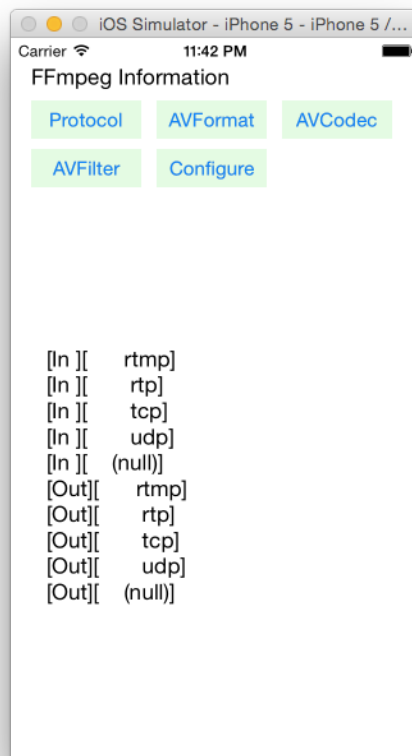 iOS Simulator - iPhone 5 - iPhone 5 /...
Carrier 11:42 PM
FFmpeg Information
Protocol AVFormat AVCodec
AVFilter Configure
[In ][ rtmp]
[In ][ rtp]
[In ][ tcp]
[In ][ udp]
[In ][ (null)]
[Out][ rtmp]
[Out][ rtp]
[Out][ tcp]
[Out][ udp]
[Out][ (null)]